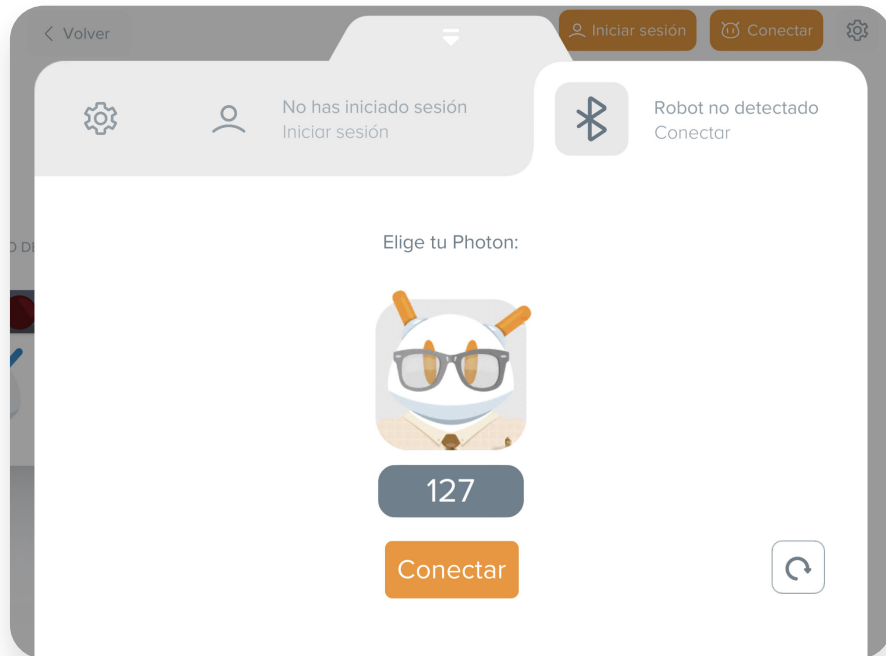 Volver
Iniciar sesión
Conectar
No has iniciado sesión
Iniciar sesión
Robot no detectado
Conectar
O DE
Elige tu Photon:
127
Conectar